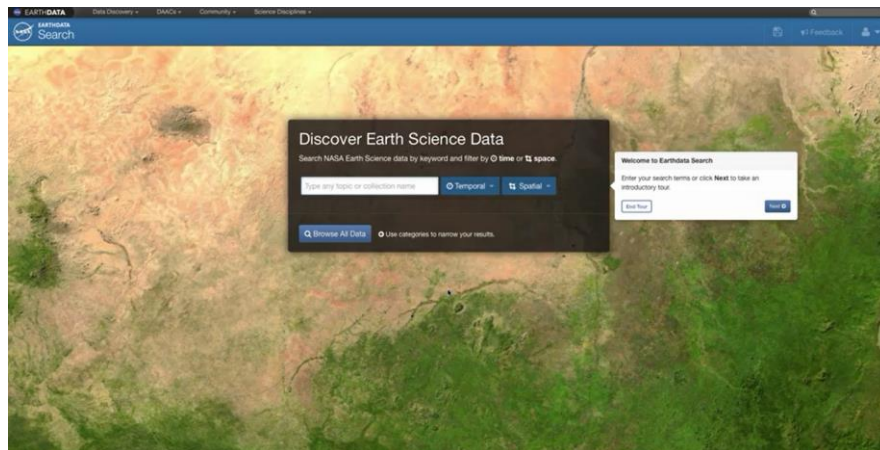 EARTHDATA Data Discovery DAACs Community Science Disciplines
EARTHDATA
Search
Feedback
Discover Earth Science Data
Search NASA Earth Science data by keyword and filter by time or space.
Type any topic or collection name Temporal Spatial
Browse All Data Use categories to narrow your results.
Welcome to Earthdata Search
Enter your search terms or click Next to take an
introductory tour.
End Tour Next